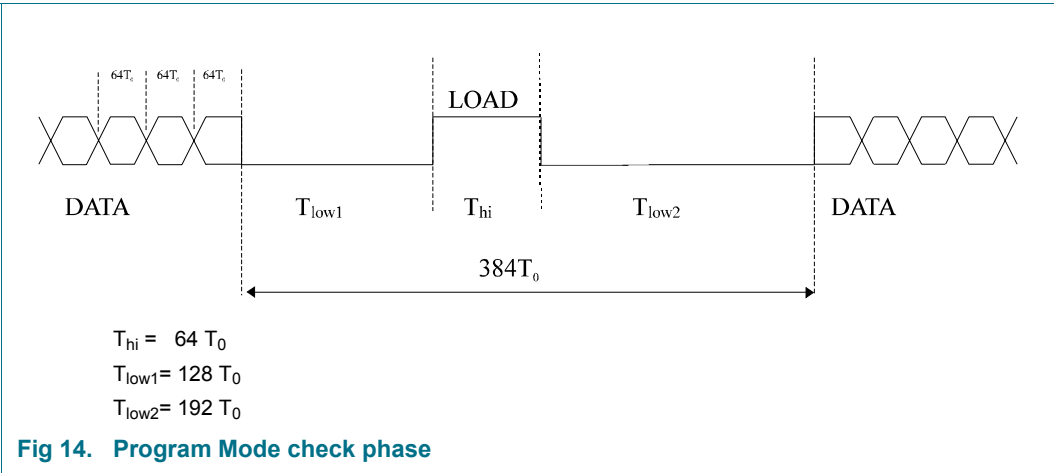 64T₀ 64T₀ 64T₀
LOAD
DATA T_low1 T_hi T_low2 DATA
384T₀
T_hi = 64 T₀
T_low1= 128 T₀
T_low2= 192 T₀
Fig 14. Program Mode check phase